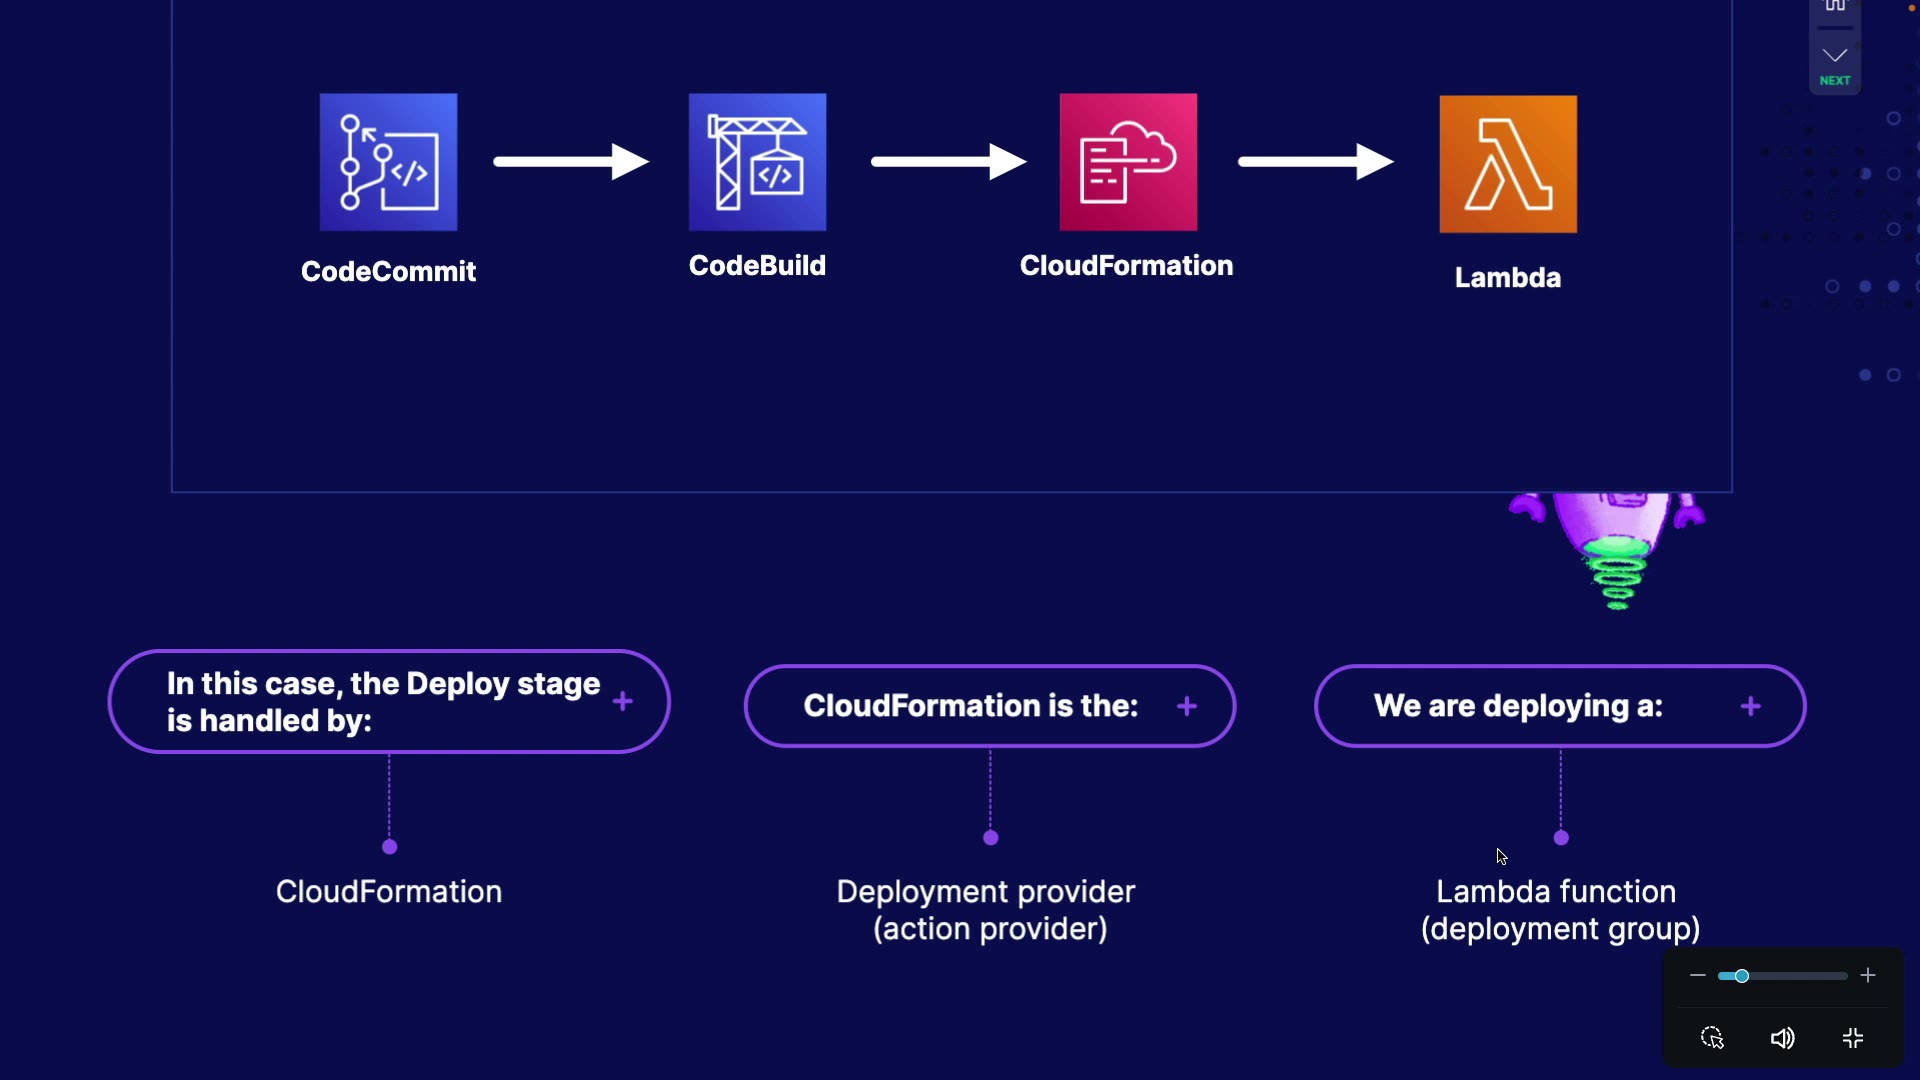 NEXT
CodeCommit
CodeBuild
CloudFormation
Lambda
In this case, the Deploy stage
is handled by:
CloudFormation is the:
We are deploying a:
CloudFormation
Deployment provider
(action provider)
Lambda function
(deployment group)